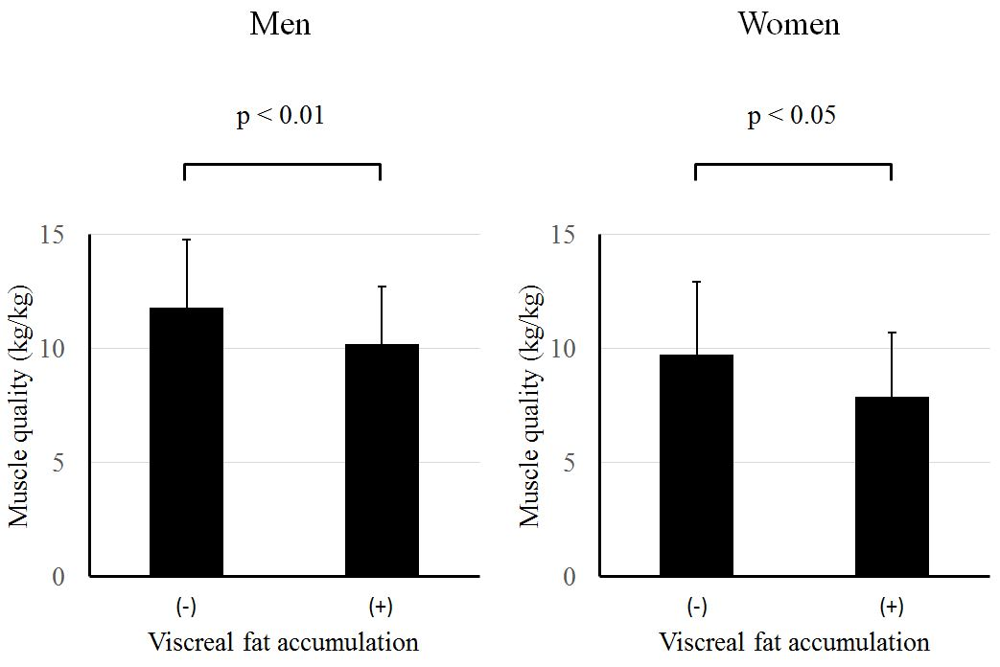 Men
p < 0.01
15
10
5
0
Muscle quality (kg/kg)
(-)
(+)
Viscreal fat accumulation
Women
p < 0.05
15
10
5
0
Muscle quality (kg/kg)
(-)
(+)
Viscreal fat accumulation